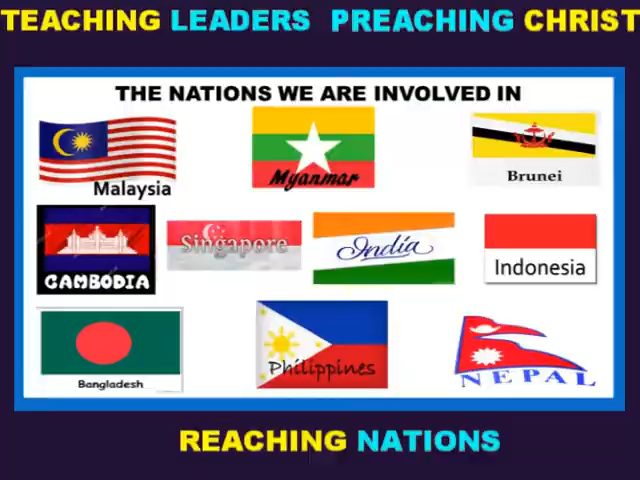 TEACHING LEADERS PREACHING CHRIST
THE NATIONS WE ARE INVOLVED IN
Malaysia
Myanmar
Brunei
CAMBODIA
Singapore
India
Indonesia
Bangladesh
Philippines
NEPAL
REACHING NATIONS